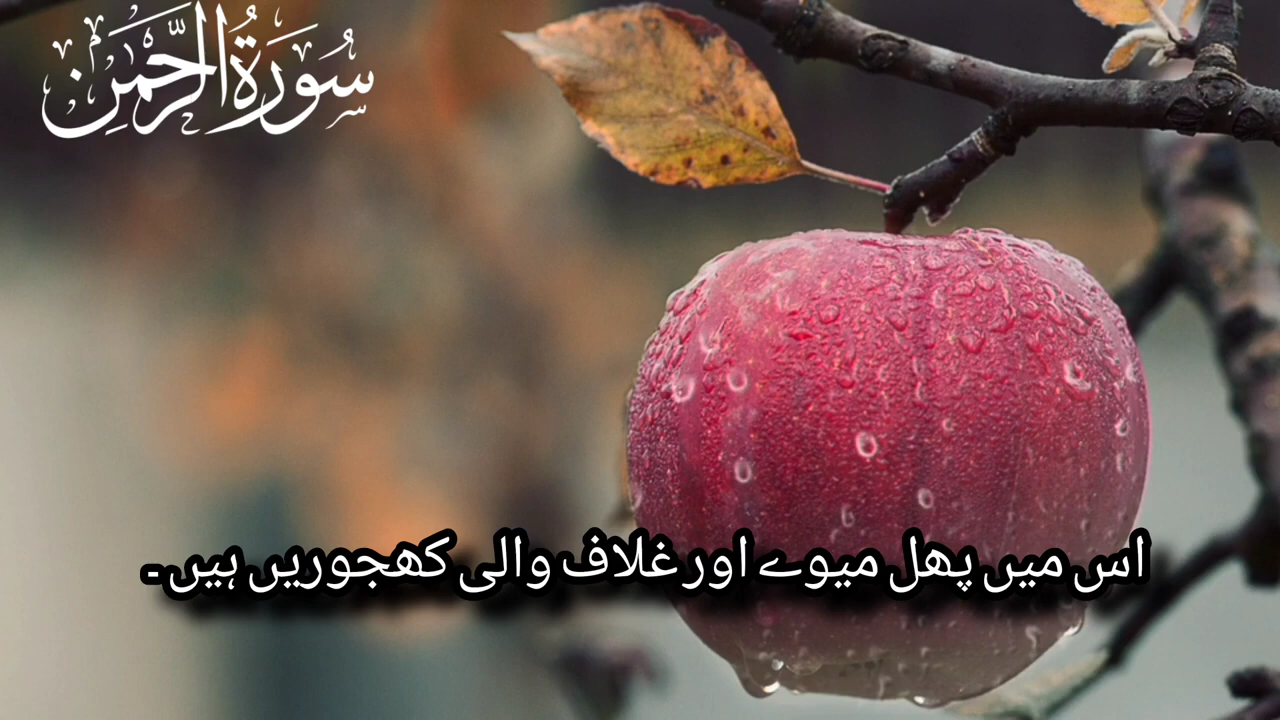 سُورَةُ الرَّحْمٰن
اس میں پھل میوے اور غلاف والی کھجوریں ہیں۔